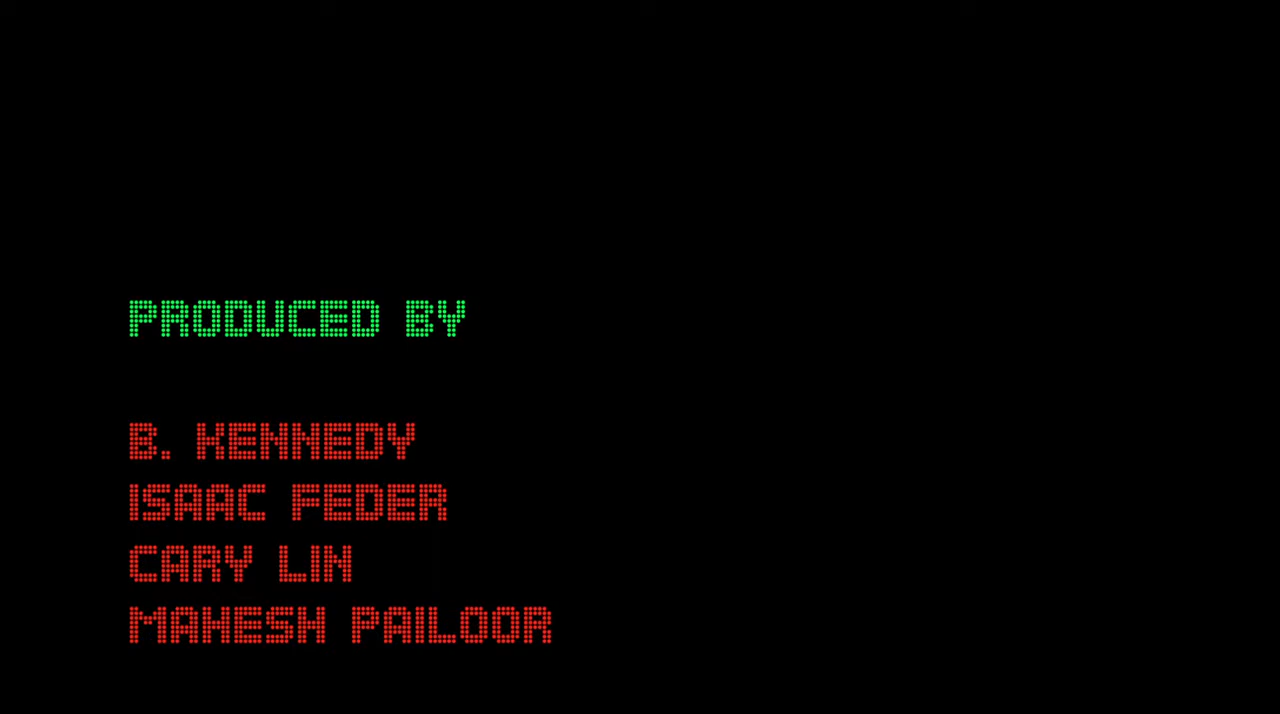 PRODUCED BY
B. KENNEDY
ISAAC FEDER
CARY LIN
MAHESH PAILOOR